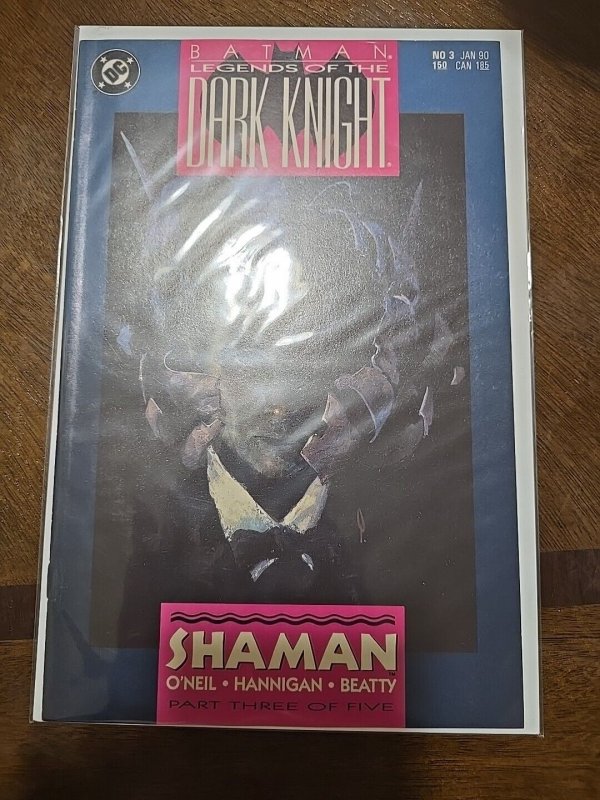 DC
BATMAN®
LEGENDS OF THE
DARK KNIGHT®
NO 3 JAN 90
150 CAN 185
SHAMAN™
O'NEIL • HANNIGAN • BEATTY
PART THREE OF FIVE